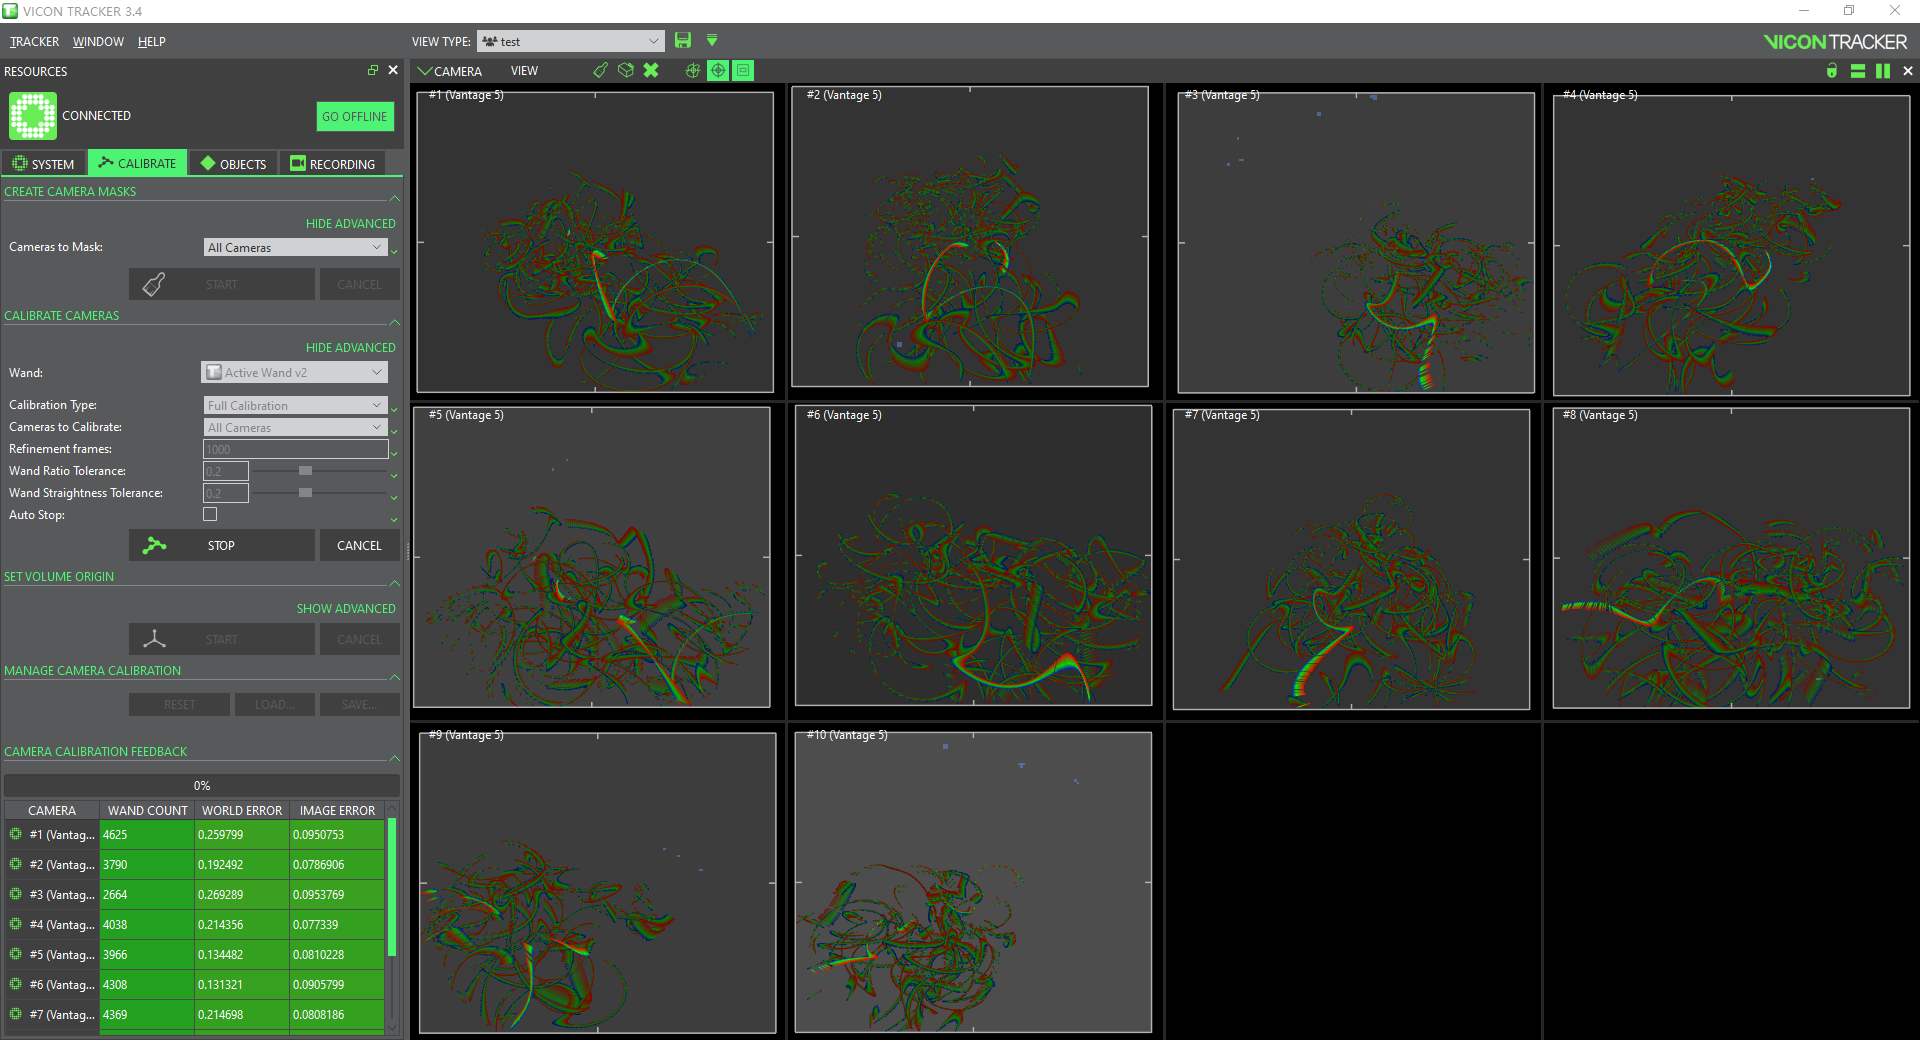 VICON TRACKER 3.4
TRACKER WINDOW HELP
VIEW TYPE: test
VICON TRACKER
RESOURCES
CONNECTED
GO OFFLINE
SYSTEM CALIBRATE OBJECTS RECORDING
CREATE CAMERA MASKS
HIDE ADVANCED
Cameras to Mask: All Cameras
START CANCEL
CALIBRATE CAMERAS
HIDE ADVANCED
Wand: Active Wand v2
Calibration Type: Full Calibration
Cameras to Calibrate: All Cameras
Refinement frames: 1000
Wand Ratio Tolerance: 0.2
Wand Straightness Tolerance: 0.2
Auto Stop:
STOP CANCEL
SET VOLUME ORIGIN
SHOW ADVANCED
START CANCEL
MANAGE CAMERA CALIBRATION
RESET LOAD... SAVE...
CAMERA CALIBRATION FEEDBACK
0%
CAMERA WAND COUNT WORLD ERROR IMAGE ERROR
#1 (Vantag... 4625 0.259799 0.0950753
#2 (Vantag... 3790 0.192492 0.0786906
#3 (Vantag... 2664 0.269289 0.0953769
#4 (Vantag... 4038 0.214356 0.077339
#5 (Vantag... 3966 0.134482 0.0810228
#6 (Vantag... 4308 0.131321 0.0905799
#7 (Vantag... 4369 0.214698 0.0808186
CAMERA VIEW
#1 (Vantage 5) #2 (Vantage 5) #3 (Vantage 5) #4 (Vantage 5)
#5 (Vantage 5) #6 (Vantage 5) #7 (Vantage 5) #8 (Vantage 5)
#9 (Vantage 5) #10 (Vantage 5)